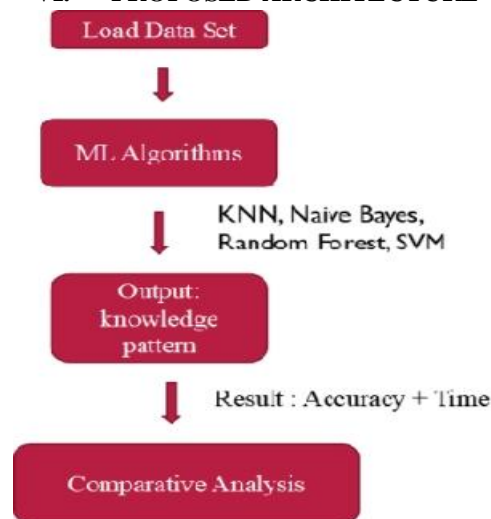 Load Data Set
ML Algorithms
KNN, Naive Bayes,
Random Forest, SVM
Output:
knowledge
pattern
Result : Accuracy + Time
Comparative Analysis